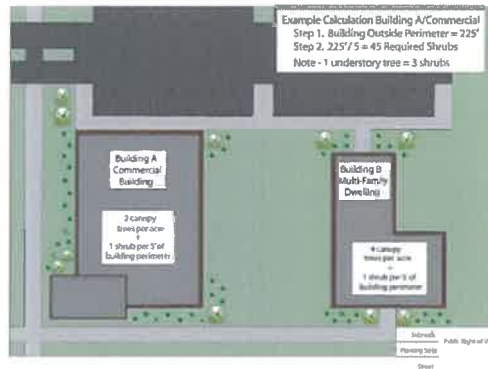 Example Calculation Building A/Commercial
Step 1. Building Outside Perimeter = 225'
Step 2. 225'/ 5 = 45 Required Shrubs
Note - 1 understory tree = 3 shrubs
Building A
Commercial
Building
2 canopy
trees per acre
+
1 shrub per 5' of
building perimeter
Building B
Multi-Family
Dwelling
4 canopy
trees per acre
+
1 shrub per 5' of
building perimeter
Sidewalk
Public Right of W
Planting Strip
Street